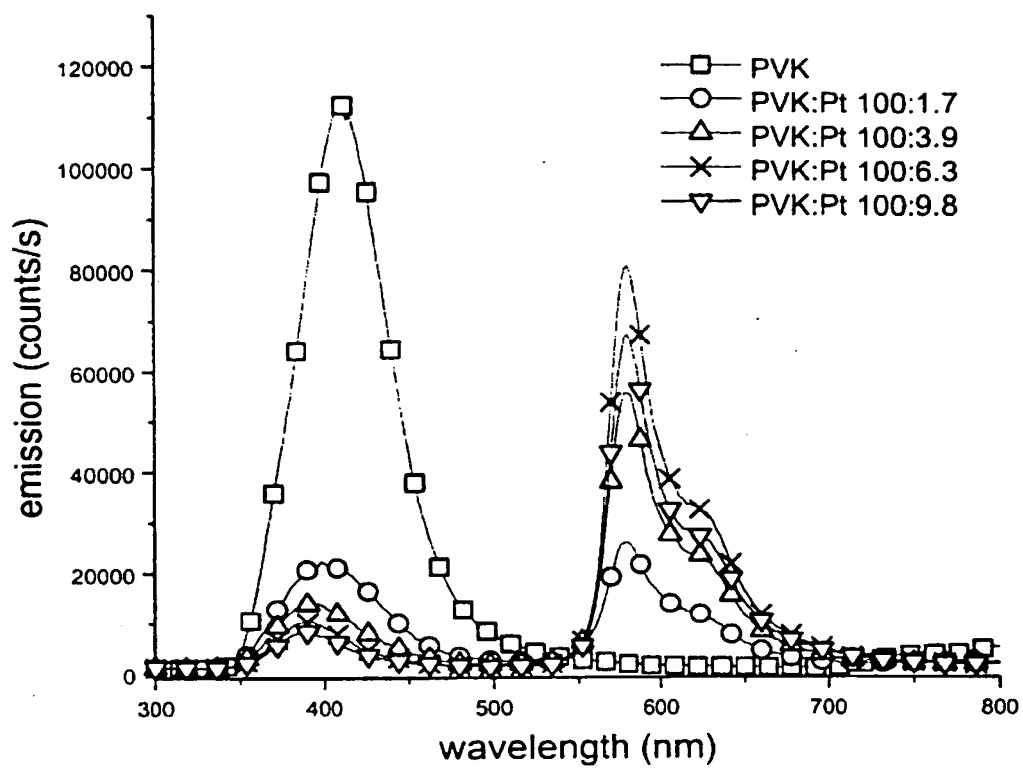 120000
100000
80000
60000
40000
20000
0
emission (counts/s)
300
400
500
600
700
800
wavelength (nm)
PVK
PVK:Pt 100:1.7
PVK:Pt 100:3.9
PVK:Pt 100:6.3
PVK:Pt 100:9.8